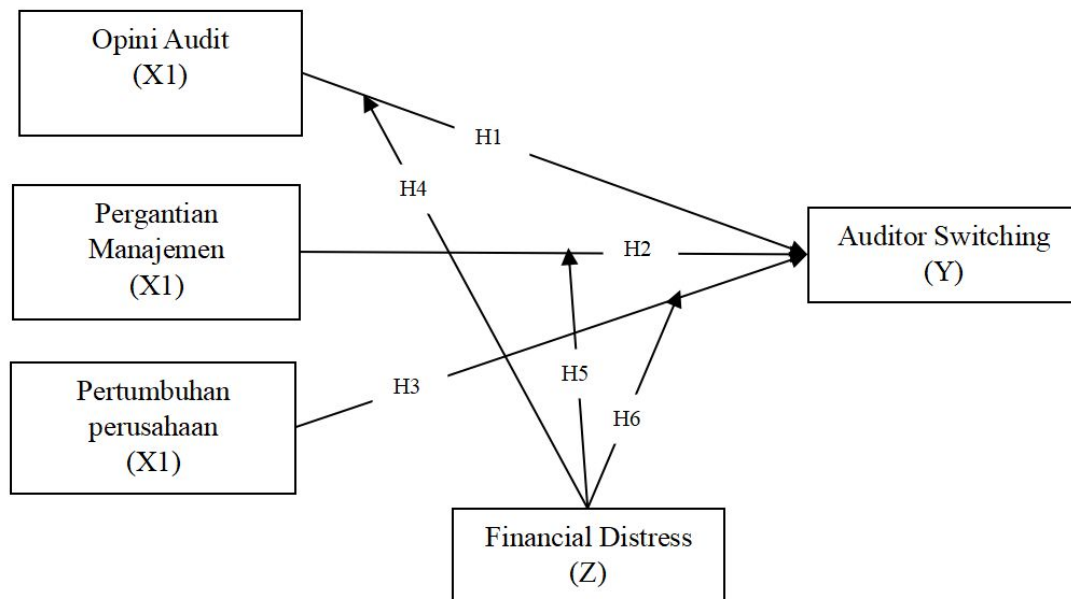 Opini Audit
(X1)
H1
H4
Pergantian
Manajemen
(X1)
H2
Auditor Switching
(Y)
Pertumbuhan
perusahaan
(X1)
H3
H5
H6
Financial Distress
(Z)